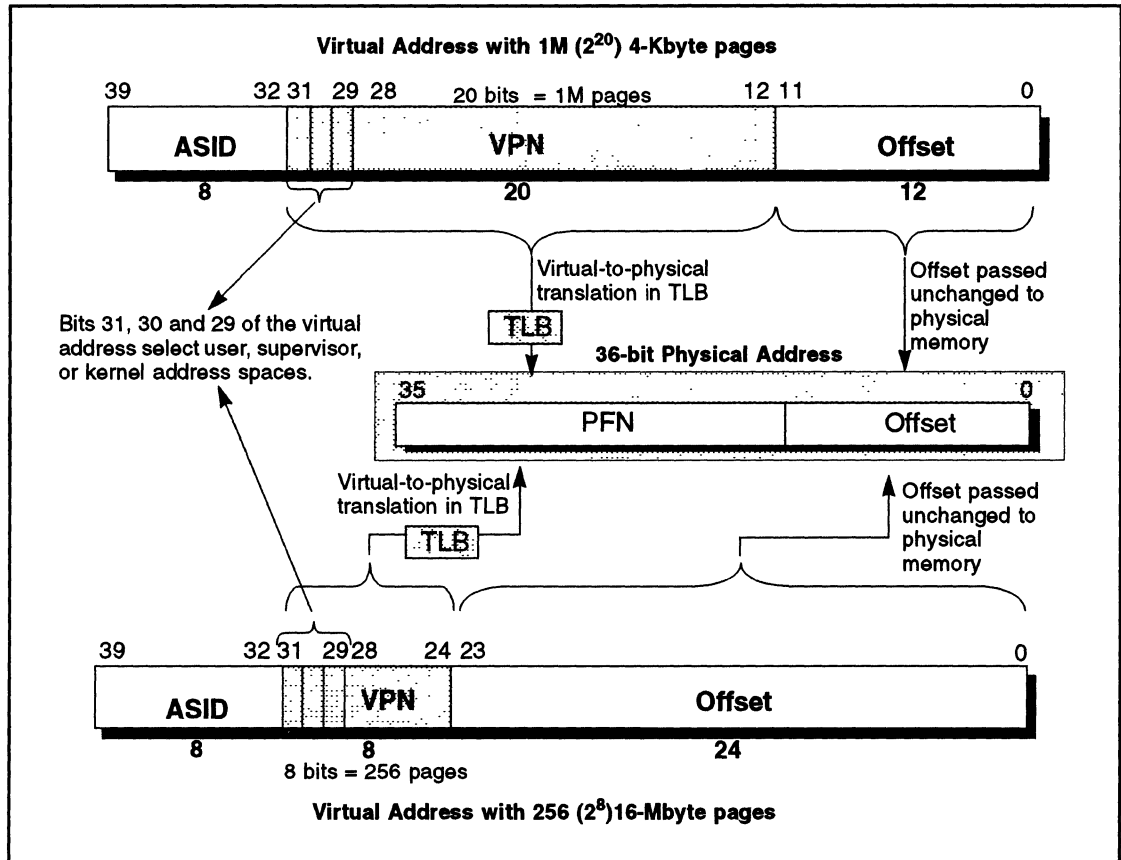 Virtual Address with 1M (2^20) 4-Kbyte pages
39 32 31 29 28 20 bits = 1M pages 12 11 0
ASID VPN Offset
8 20 12
Virtual-to-physical
translation in TLB
TLB
Offset passed
unchanged to
physical
memory
Bits 31, 30 and 29 of the virtual
address select user, supervisor,
or kernel address spaces.
36-bit Physical Address
35 0
PFN Offset
Virtual-to-physical
translation in TLB
TLB
Offset passed
unchanged to
physical
memory
39 32 31 29 28 24 23 0
ASID VPN Offset
8 8 24
8 bits = 256 pages
Virtual Address with 256 (2^8)16-Mbyte pages